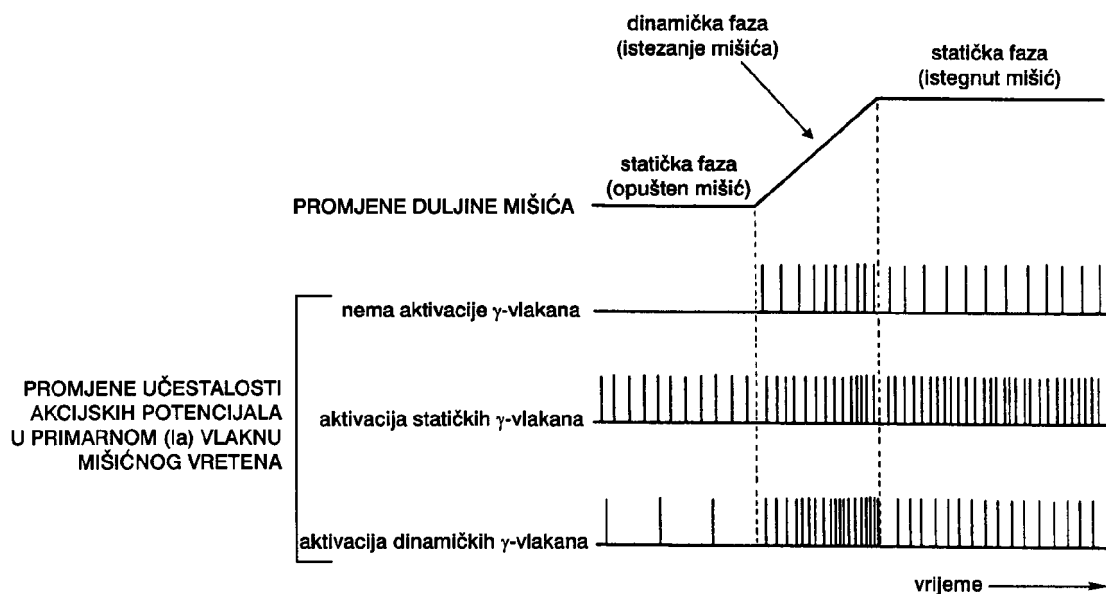 dinamička faza
(istezanje mišića)
statička faza
(istegnut mišić)
statička faza
(opušten mišić)
PROMJENE DULJINE MIŠIĆA
nema aktivacije γ-vlakana
PROMJENE UČESTALOSTI
AKCIJSKIH POTENCIJALA
U PRIMARNOM (Ia) VLAKNU
MIŠIĆNOG VRETENA
aktivacija statičkih γ-vlakana
aktivacija dinamičkih γ-vlakana
vrijeme